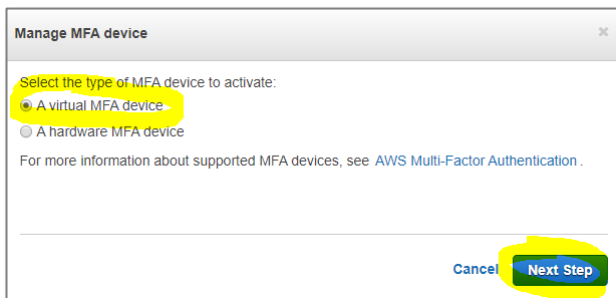 Manage MFA device
Select the type of MFA device to activate:
A virtual MFA device
A hardware MFA device
For more information about supported MFA devices, see AWS Multi-Factor Authentication .
Cancel Next Step